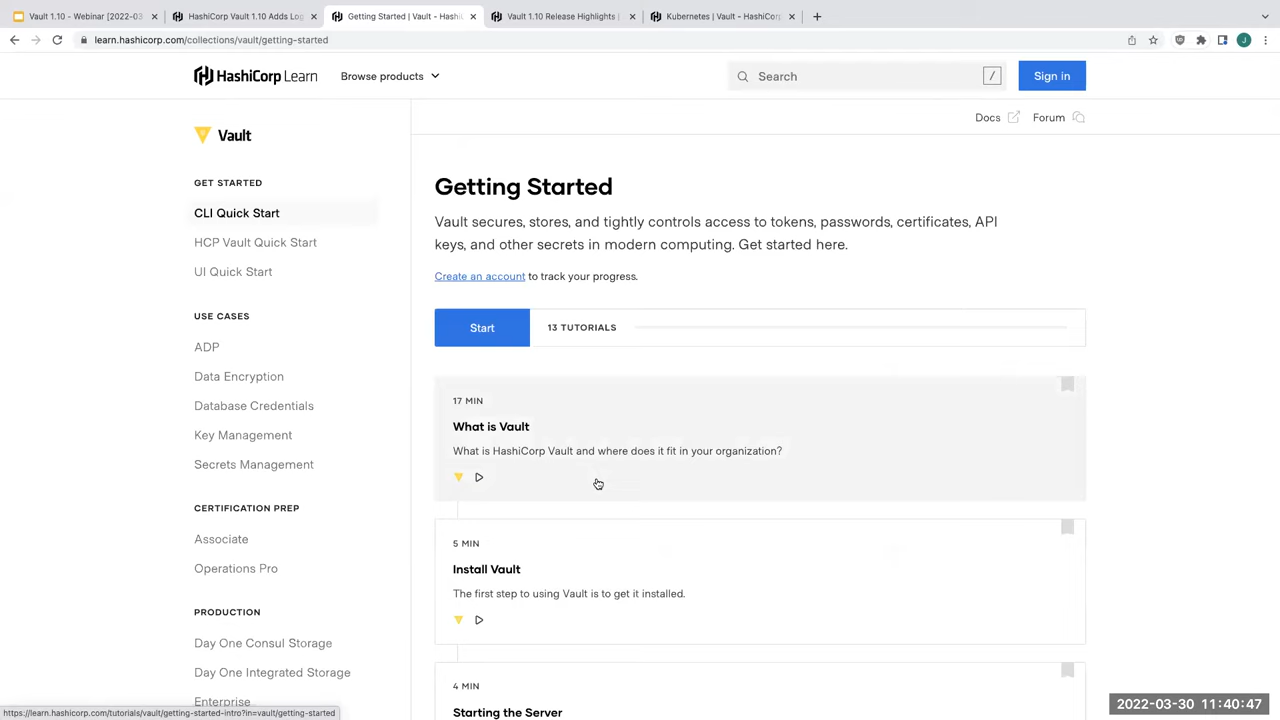 Vault 1.10 - Webinar [2022-03
HashiCorp Vault 1.10 Adds Log
Getting Started | Vault - Hashi
Vault 1.10 Release Highlights |
Kubernetes | Vault - HashiCorp
learn.hashicorp.com/collections/vault/getting-started
J
HashiCorp Learn
Browse products
Search
/
Sign in
Docs
Forum
Vault
GET STARTED
CLI Quick Start
HCP Vault Quick Start
UI Quick Start
USE CASES
ADP
Data Encryption
Database Credentials
Key Management
Secrets Management
CERTIFICATION PREP
Associate
Operations Pro
PRODUCTION
Day One Consul Storage
Day One Integrated Storage
Enterprise
Getting Started
Vault secures, stores, and tightly controls access to tokens, passwords, certificates, API
keys, and other secrets in modern computing. Get started here.
Create an account to track your progress.
Start
13 TUTORIALS
17 MIN
What is Vault
What is HashiCorp Vault and where does it fit in your organization?
5 MIN
Install Vault
The first step to using Vault is to get it installed.
4 MIN
Starting the Server
https://learn.hashicorp.com/tutorials/vault/getting-started-intro?in=vault/getting-started
2022-03-30 11:40:47